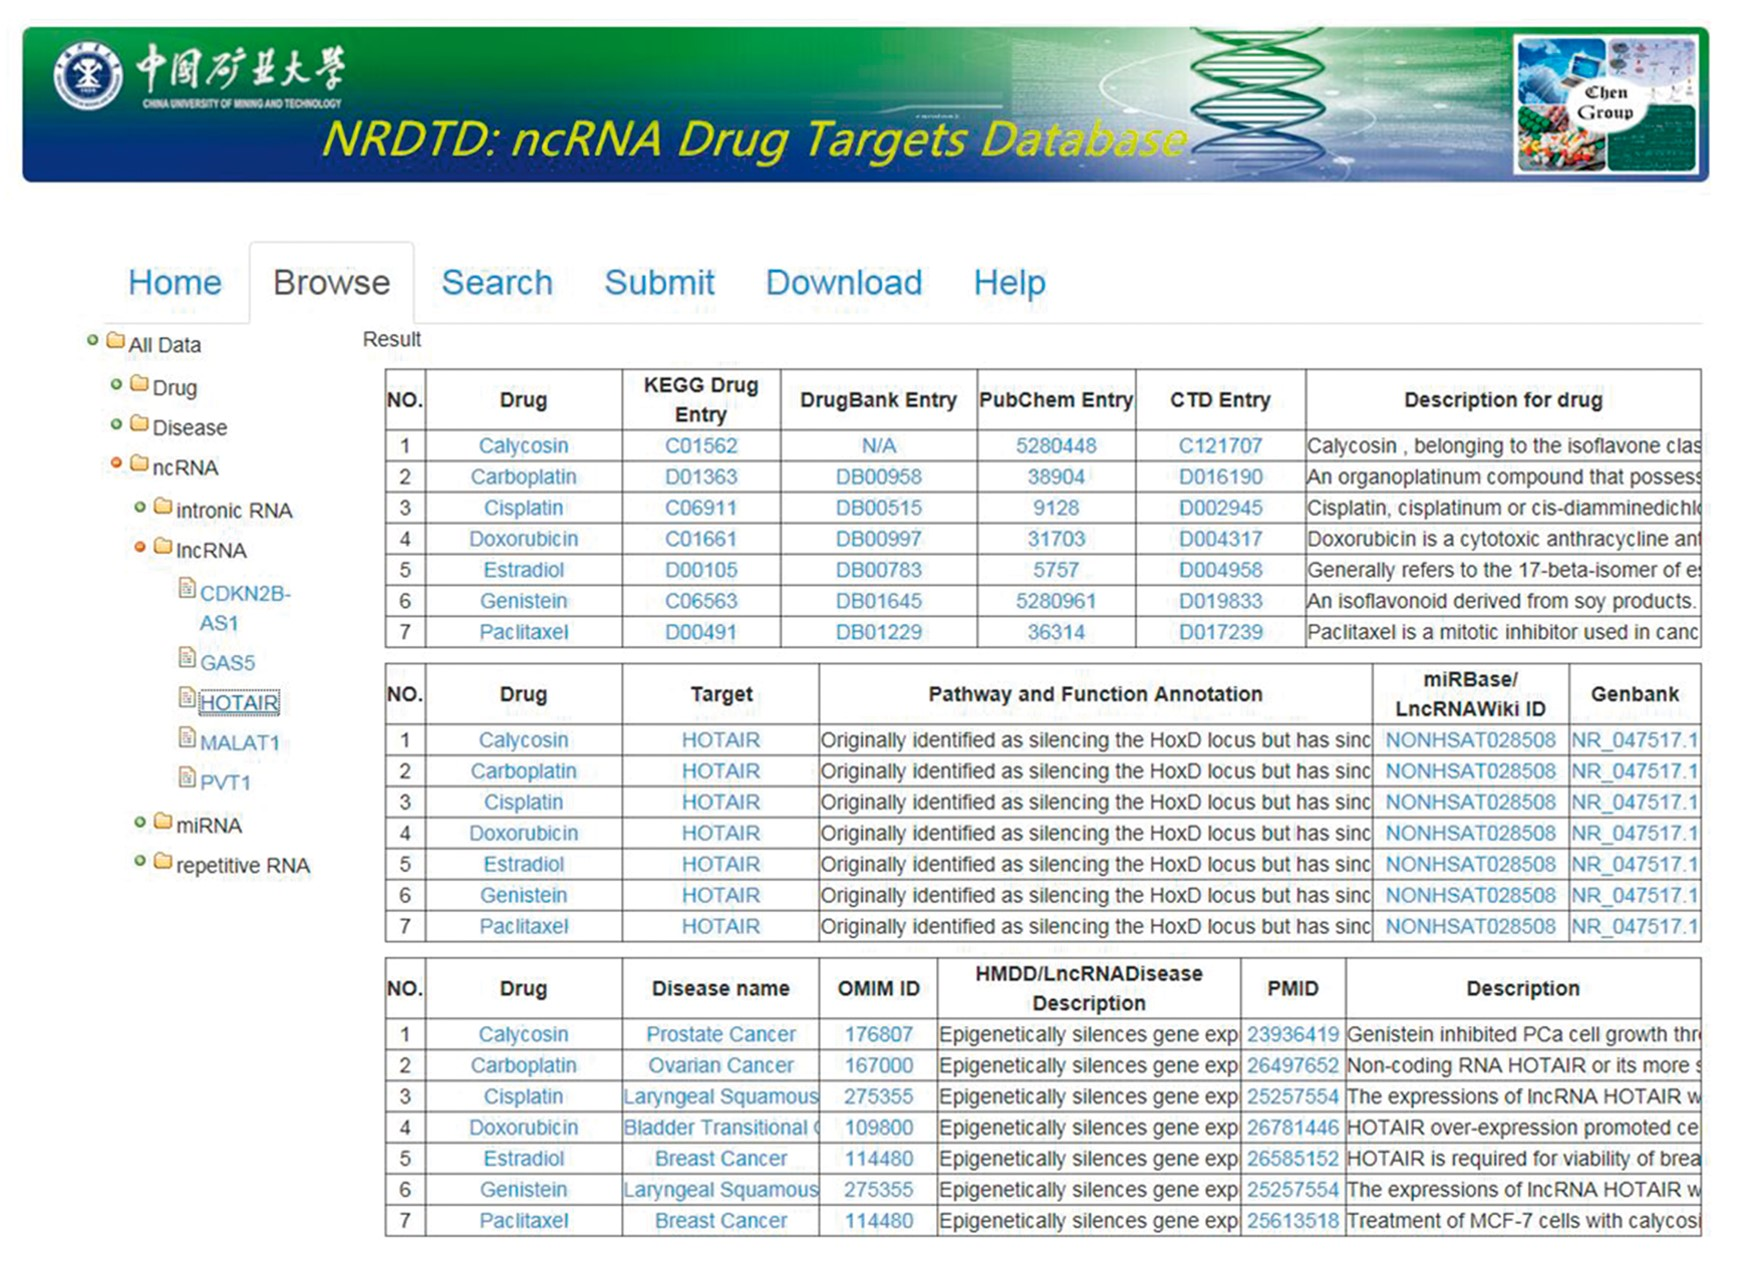 中国矿业大学
CHINA UNIVERSITY OF MINING AND TECHNOLOGY
NRDTD: ncRNA Drug Targets Database
Chen
Group
Home Browse Search Submit Download Help
All Data
Drug
Disease
ncRNA
intronic RNA
lncRNA
CDKN2B-
AS1
GAS5
HOTAIR
MALAT1
PVT1
miRNA
repetitive RNA
Result
NO. Drug KEGG Drug Entry DrugBank Entry PubChem Entry CTD Entry Description for drug
1 Calycosin C01562 N/A 5280448 C121707 Calycosin , belonging to the isoflavone clas
2 Carboplatin D01363 DB00958 38904 D016190 An organoplatinum compound that possess
3 Cisplatin C06911 DB00515 9128 D002945 Cisplatin, cisplatinum or cis-diamminedichlo
4 Doxorubicin C01661 DB00997 31703 D004317 Doxorubicin is a cytotoxic anthracycline ant
5 Estradiol D00105 DB00783 5757 D004958 Generally refers to the 17-beta-isomer of es
6 Genistein C06563 DB01645 5280961 D019833 An isoflavonoid derived from soy products.
7 Paclitaxel D00491 DB01229 36314 D017239 Paclitaxel is a mitotic inhibitor used in canc
NO. Drug Target Pathway and Function Annotation miRBase/ LncRNAWiki ID Genbank
1 Calycosin HOTAIR Originally identified as silencing the HoxD locus but has sinc NONHSAT028508 NR_047517.1
2 Carboplatin HOTAIR Originally identified as silencing the HoxD locus but has sinc NONHSAT028508 NR_047517.1
3 Cisplatin HOTAIR Originally identified as silencing the HoxD locus but has sinc NONHSAT028508 NR_047517.1
4 Doxorubicin HOTAIR Originally identified as silencing the HoxD locus but has sinc NONHSAT028508 NR_047517.1
5 Estradiol HOTAIR Originally identified as silencing the HoxD locus but has sinc NONHSAT028508 NR_047517.1
6 Genistein HOTAIR Originally identified as silencing the HoxD locus but has sinc NONHSAT028508 NR_047517.1
7 Paclitaxel HOTAIR Originally identified as silencing the HoxD locus but has sinc NONHSAT028508 NR_047517.1
NO. Drug Disease name OMIM ID HMDD/LncRNADisease Description PMID Description
1 Calycosin Prostate Cancer 176807 Epigenetically silences gene exp 23936419 Genistein inhibited PCa cell growth thr
2 Carboplatin Ovarian Cancer 167000 Epigenetically silences gene exp 26497652 Non-coding RNA HOTAIR or its more s
3 Cisplatin Laryngeal Squamous 275355 Epigenetically silences gene exp 25257554 The expressions of lncRNA HOTAIR w
4 Doxorubicin Bladder Transitional 109800 Epigenetically silences gene exp 26781446 HOTAIR over-expression promoted ce
5 Estradiol Breast Cancer 114480 Epigenetically silences gene exp 26585152 HOTAIR is required for viability of brea
6 Genistein Laryngeal Squamous 275355 Epigenetically silences gene exp 25257554 The expressions of lncRNA HOTAIR w
7 Paclitaxel Breast Cancer 114480 Epigenetically silences gene exp 25613518 Treatment of MCF-7 cells with calycosi